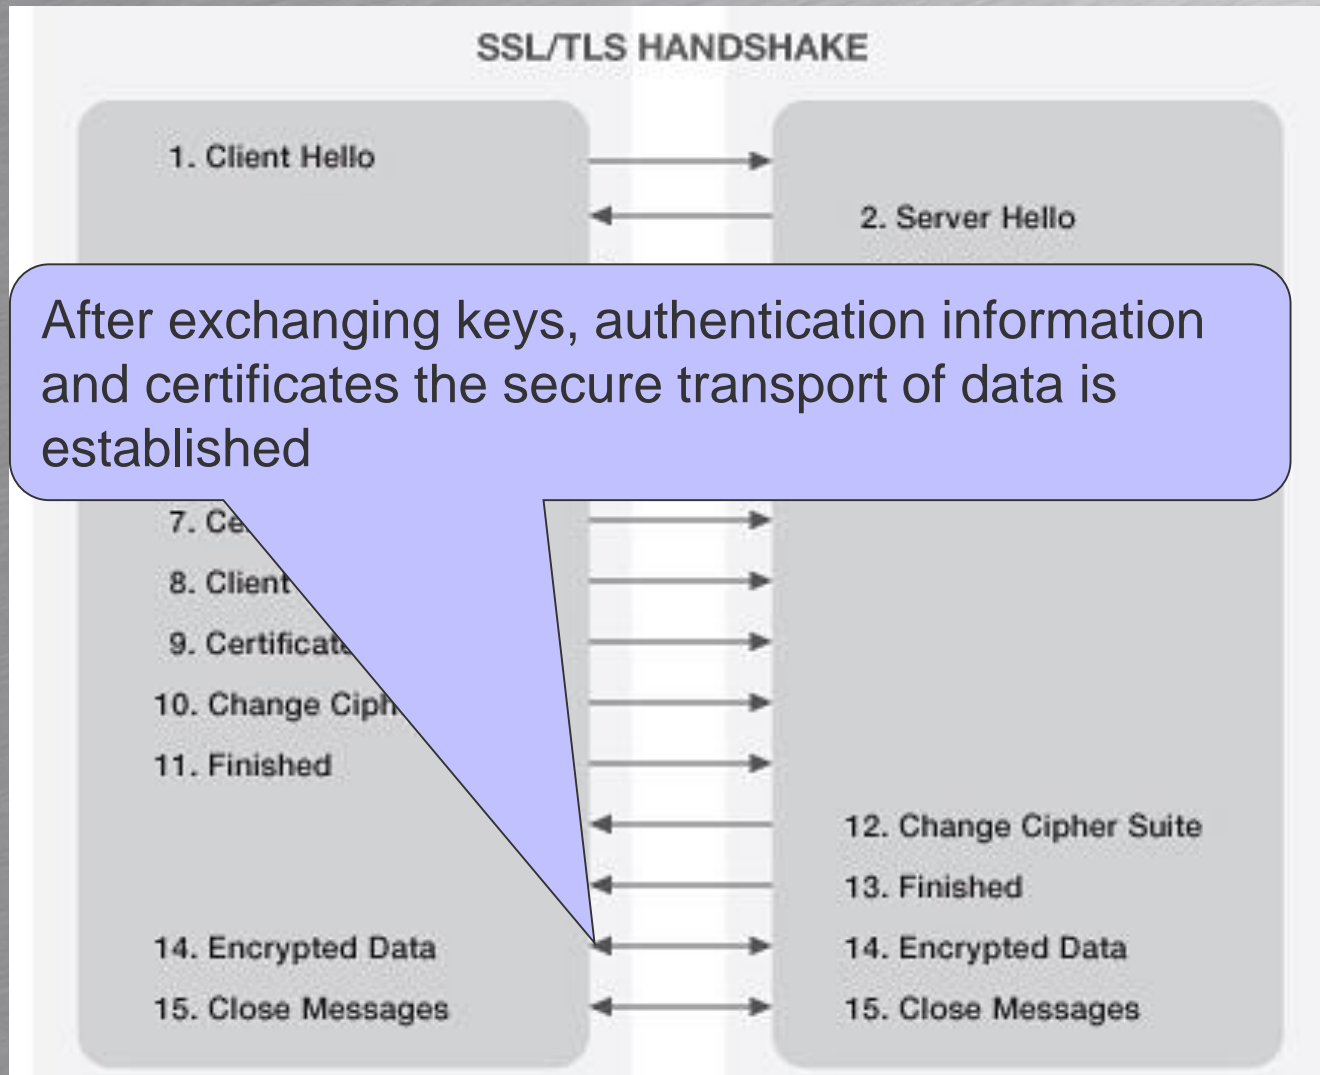 SSL/TLS HANDSHAKE
1. Client Hello
2. Server Hello
After exchanging keys, authentication information
and certificates the secure transport of data is
established
7.
8. Client
9. Certificate
10. Change
11. Finished
12. Change Cipher Suite
13. Finished
14. Encrypted Data 14. Encrypted Data
15. Close Messages 15. Close Messages